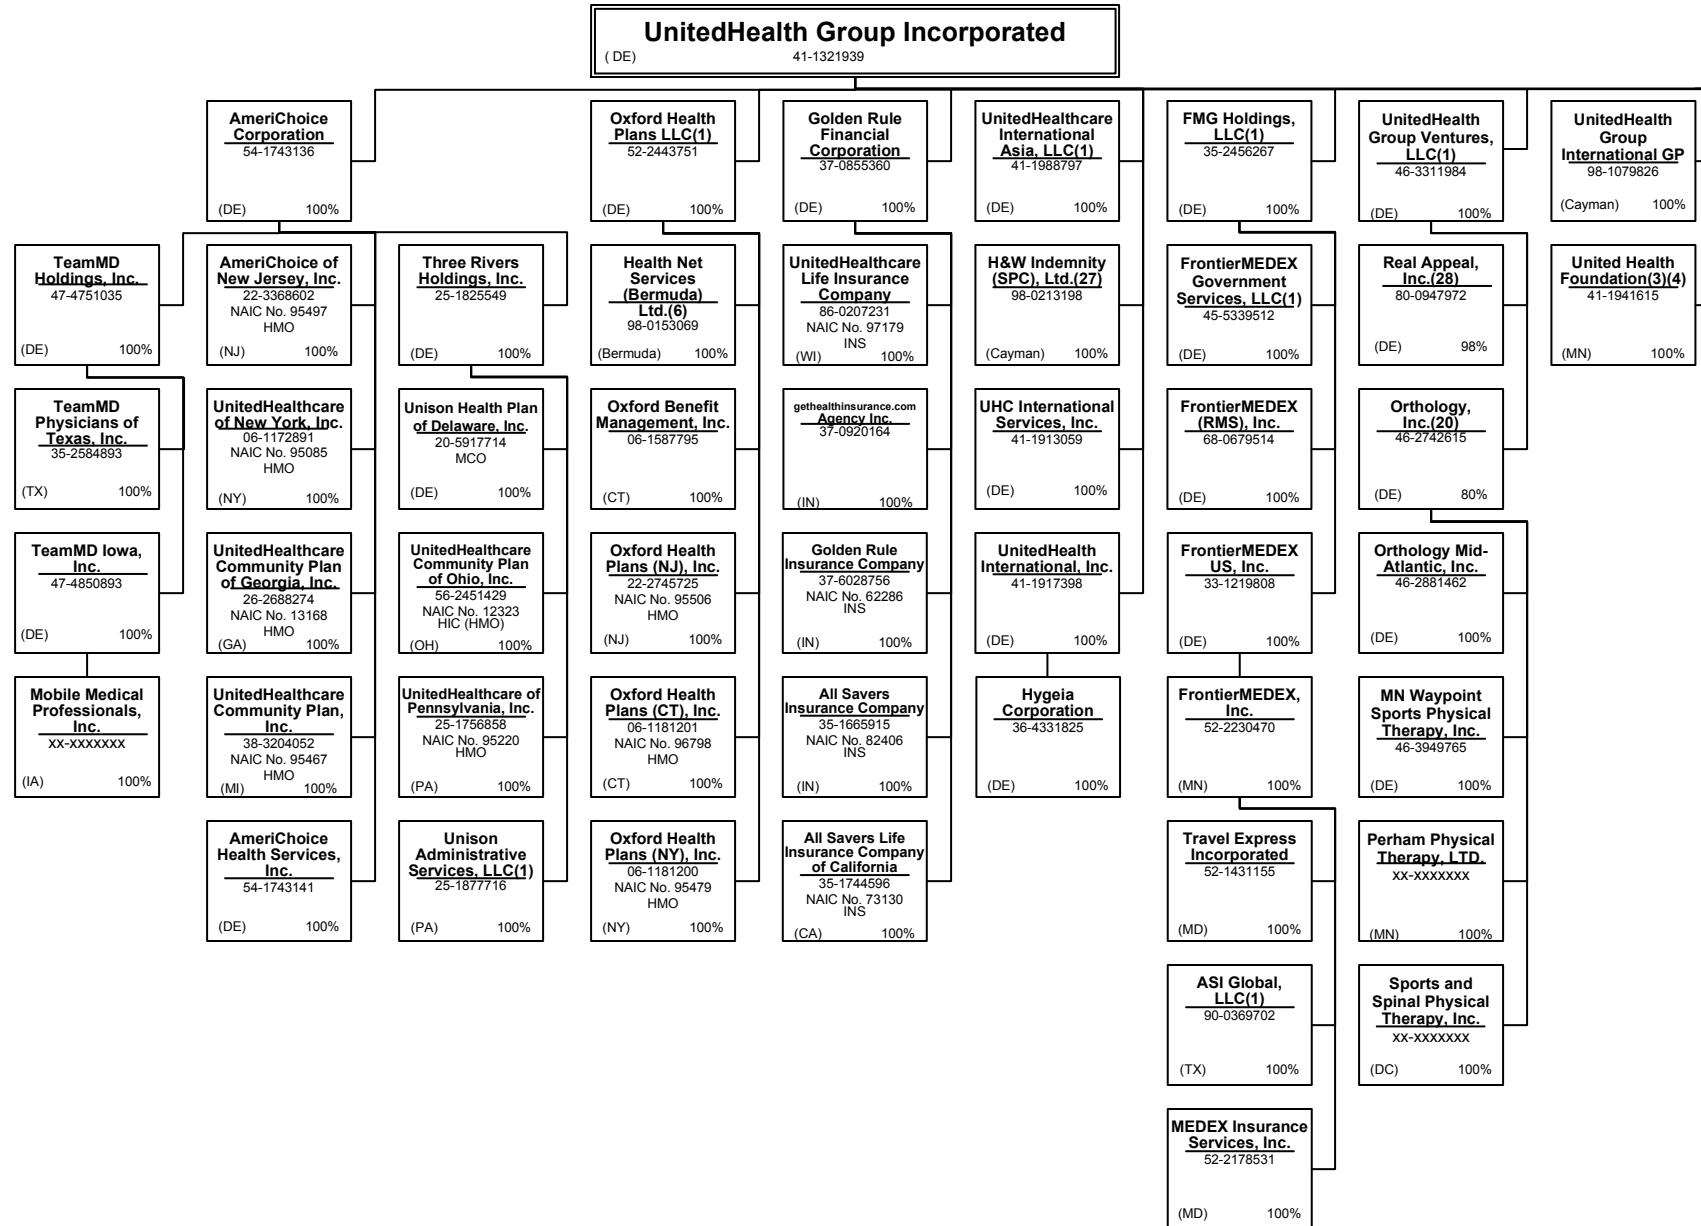 UnitedHealth Group Incorporated
( DE)
41-1321939
AmeriChoice
Corporation
54-1743136
(DE) 100%
Oxford Health
Plans LLC(1)
52-2443751
(DE) 100%
Golden Rule
Financial
Corporation
37-0855360
(DE) 100%
UnitedHealthcare
International
Asia, LLC(1)
41-1988797
(DE) 100%
FMG Holdings,
LLC(1)
35-2456267
(DE) 100%
UnitedHealth
Group Ventures,
LLC(1)
46-3311984
(DE) 100%
UnitedHealth
Group
International GP
98-1079826
(Cayman) 100%
TeamMD
Holdings, Inc.
47-4751035
(DE) 100%
AmeriChoice of
New Jersey, Inc.
22-3368602
NAIC No. 95497
HMO
(NJ) 100%
Three Rivers
Holdings, Inc.
25-1825549
(DE) 100%
Health Net
Services
(Bermuda)
Ltd.(6)
98-0153069
(Bermuda) 100%
UnitedHealthcare
Life Insurance
Company
86-0207231
NAIC No. 97179
INS
(WI) 100%
H&W Indemnity
(SPC), Ltd.(27)
98-0213198
(Cayman) 100%
FrontierMEDEX
Government
Services, LLC(1)
45-5339512
(DE) 100%
Real Appeal,
Inc.(28)
80-0947972
(DE) 98%
United Health
Foundation(3)(4)
41-1941615
(MN) 100%
TeamMD
Physicians of
Texas, Inc.
35-2584893
(TX) 100%
UnitedHealthcare
of New York, Inc.
06-1172891
NAIC No. 95085
HMO
(NY) 100%
Unison Health Plan
of Delaware, Inc.
20-5917714
MCO
(DE) 100%
Oxford Benefit
Management, Inc.
06-1587795
(CT) 100%
gethealthinsurance.com
Agency Inc.
37-0920164
(IN) 100%
UHC International
Services, Inc.
41-1913059
(DE) 100%
FrontierMEDEX
(RMS), Inc.
68-0679514
(DE) 100%
Orthology,
Inc.(20)
46-2742615
(DE) 80%
TeamMD Iowa,
Inc.
47-4850893
(DE) 100%
UnitedHealthcare
Community Plan
of Georgia, Inc.
26-2688274
NAIC No. 13168
HMO
(GA) 100%
UnitedHealthcare
Community Plan
of Ohio, Inc.
56-2451429
NAIC No. 12323
HIC (HMO)
(OH) 100%
Oxford Health
Plans (NJ), Inc.
22-2745725
NAIC No. 95506
HMO
(NJ) 100%
Golden Rule
Insurance Company
37-6028756
NAIC No. 62286
INS
(IN) 100%
UnitedHealth
International, Inc.
41-1917398
(DE) 100%
FrontierMEDEX
US, Inc.
33-1219808
(DE) 100%
Orthology Mid-
Atlantic, Inc.
46-2881462
(DE) 100%
Mobile Medical
Professionals,
Inc.
xx-xxxxxxx
(IA) 100%
UnitedHealthcare
Community Plan,
Inc.
38-3204052
NAIC No. 95467
HMO
(MI) 100%
UnitedHealthcare of
Pennsylvania, Inc.
25-1756858
NAIC No. 95220
HMO
(PA) 100%
Oxford Health
Plans (CT), Inc.
06-1181201
NAIC No. 96798
HMO
(CT) 100%
All Savers
Insurance Company
35-1665915
NAIC No. 82406
INS
(IN) 100%
Hygeia
Corporation
36-4331825
(DE) 100%
FrontierMEDEX,
Inc.
52-2230470
(MN) 100%
MN Waypoint
Sports Physical
Therapy, Inc.
46-3949765
(DE) 100%
AmeriChoice
Health Services,
Inc.
54-1743141
(DE) 100%
Unison
Administrative
Services, LLC(1)
25-1877716
(PA) 100%
Oxford Health
Plans (NY), Inc.
06-1181200
NAIC No. 95479
HMO
(NY) 100%
All Savers Life
Insurance Company
of California
35-1744596
NAIC No. 73130
INS
(CA) 100%
Travel Express
Incorporated
52-1431155
(MD) 100%
Perham Physical
Therapy, LTD.
xx-xxxxxxx
(MN) 100%
ASI Global,
LLC(1)
90-0369702
(TX) 100%
Sports and
Spinal Physical
Therapy, Inc.
xx-xxxxxxx
(DC) 100%
MEDEX Insurance
Services, Inc.
52-2178531
(MD) 100%